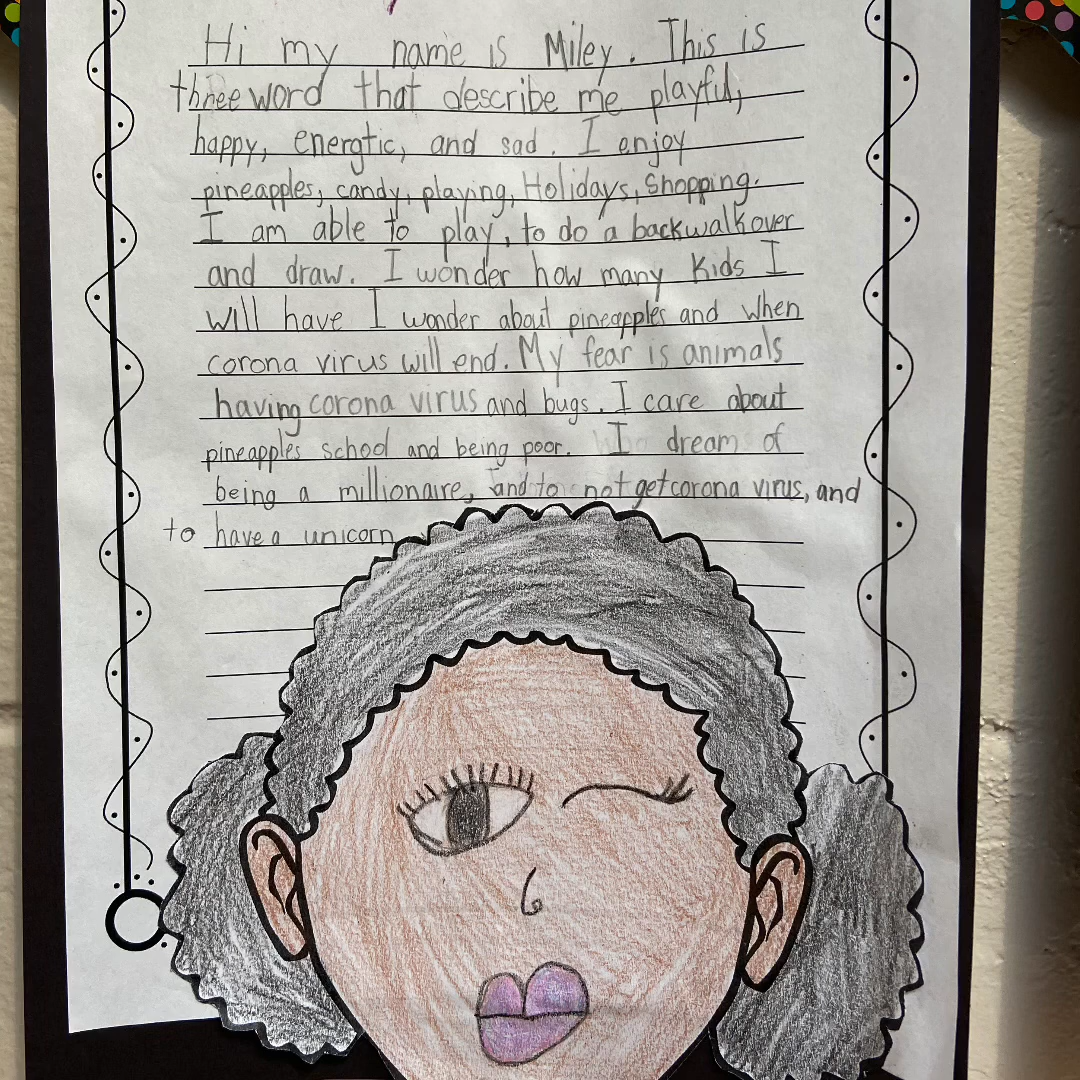 Hi my name is Miley. This is
three word that describe me playful,
happy, energtic, and sad. I enjoy
pineapples, candy, playing, Holidays, Shopping.
I am able to play, to do a backwalkover
and draw. I wonder how many kids I
will have I wonder about pineapples and when
corona virus will end. My fear is animals
having corona virus and bugs. I care about
pineapples school and being poor. I dream of
being a millionaire, and to not get corona virus, and
to have a unicorn